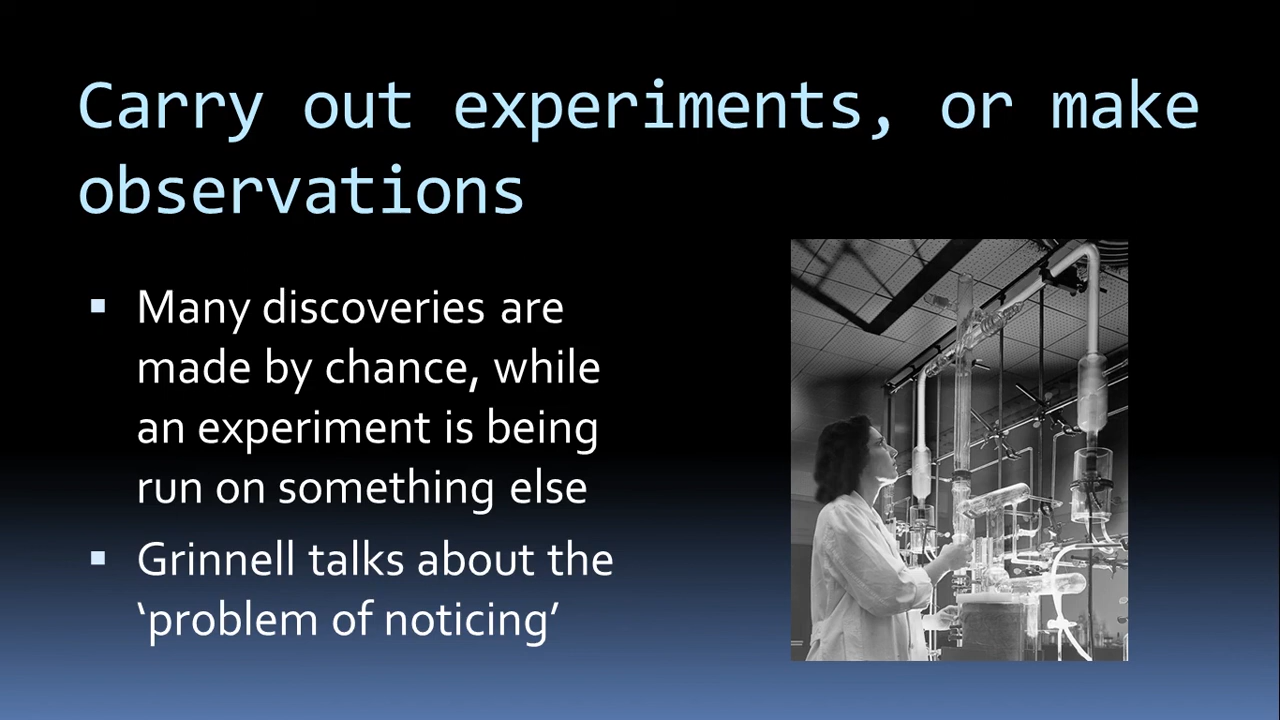 Carry out experiments, or make
observations
▪ Many discoveries are
made by chance, while
an experiment is being
run on something else
▪ Grinnell talks about the
‘problem of noticing’